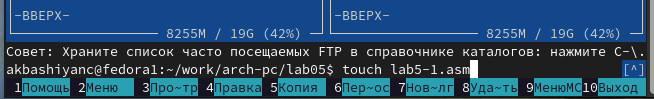 -ВВЕРХ- -ВВЕРХ-
8255M / 19G (42%) 8255M / 19G (42%)
Совет: Храните список часто посещаемых FTP в справочнике каталогов: нажмите C-\.
akbashiyanc@fedora1:~/work/arch-pc/lab05$ touch lab5-1.asm [^]
1Помощь 2Меню 3Про~тр 4Правка 5Копия 6Пер~ос 7Нов~лг 8Уда~ть 9МенюMC 10Выход